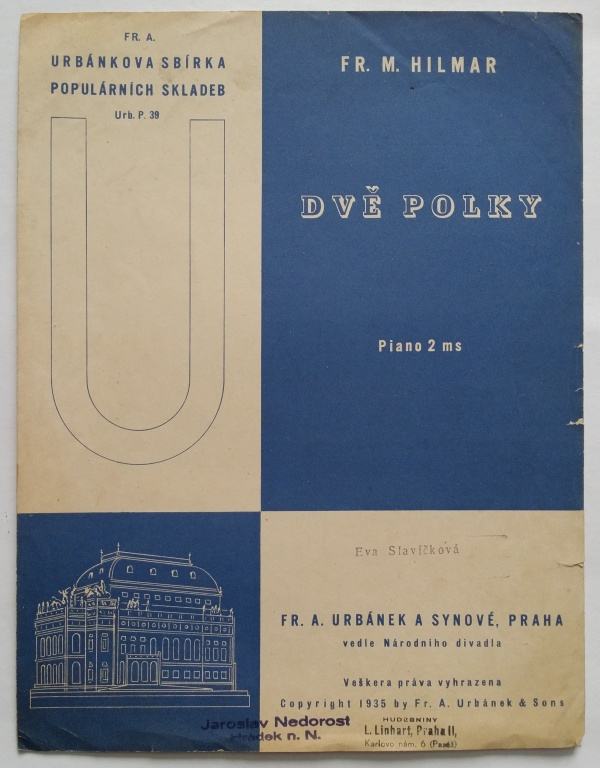 FR. A.
URBÁNKOVA SBÍRKA
POPULÁRNÍCH SKLADEB
Urb. P. 39
U
FR. M. HILMAR
DVĚ POLKY
Piano 2 ms
Eva Slavíčková
FR. A. URBÁNEK A SYNOVÉ, PRAHA
vedle Národního divadla
Veškera práva vyhrazena
Copyright 1935 by Fr. A. Urbánek & Sons
Jaroslav Nedorost
Hrádek n. N.
HUDEBNINY
L. Linhart, Praha II,
Karlovo nám. 6 (Pasáž)